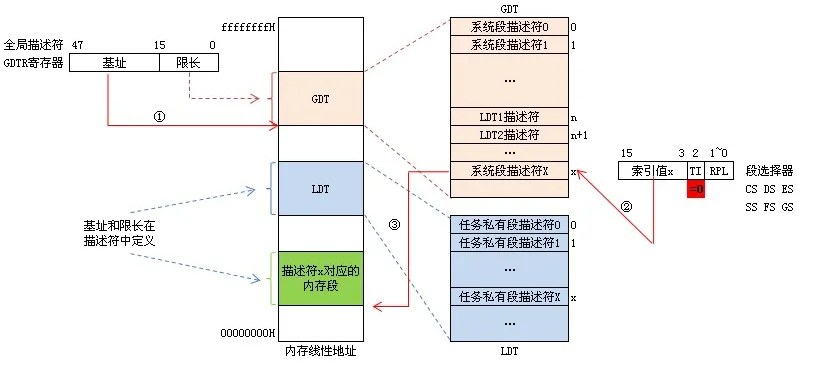 GDT
ffffffffH
全局描述符
47 15 0
GDTR寄存器
基址 限长
系统段描述符0 0
系统段描述符1 1
...
①
GDT
LDT1描述符 n
LDT2描述符 n+1
...
系统段描述符X x
15 3 2 1~0
索引值x TI RPL 段选择器
=0 CS DS ES
SS FS GS
LDT
②
③
基址和限长在
描述符中定义
任务私有段描述符0 0
任务私有段描述符1 1
...
描述符x对应的
内存段
任务私有段描述符X x
...
00000000H
内存线性地址
LDT